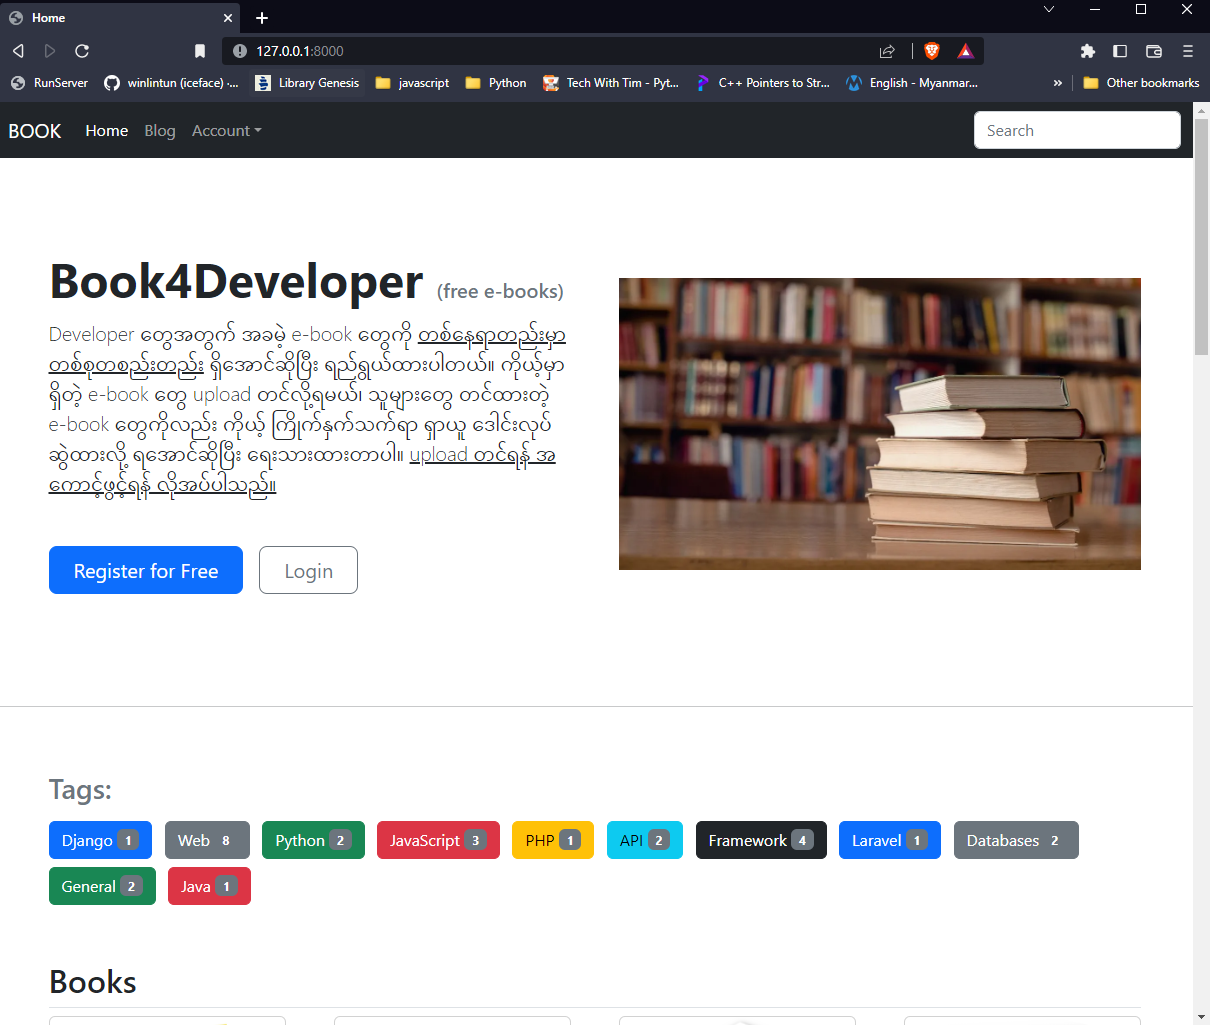 Home
127.0.0.1:8000
RunServer winlintun (iceface) ·... Library Genesis javascript Python Tech With Tim - Pyt... C++ Pointers to Str... English - Myanmar... » Other bookmarks
BOOK Home Blog Account Search
Book4Developer (free e-books)
Developer တွေအတွက် အခမဲ့ e-book တွေကို တစ်နေရာတည်းမှာ
တစ်စုတစည်းတည်း ရှိအောင်ဆိုပြီး ရည်ရွယ်ထားပါတယ်။ ကိုယ့်မှာ
ရှိတဲ့ e-book တွေ upload တင်လို့ရမယ်၊ သူများတွေ တင်ထားတဲ့
e-book တွေကိုလည်း ကိုယ့် ကြိုက်နှက်သက်ရာ ရှာယူ ဒေါင်းလုပ်
ဆွဲထားလို့ ရအောင်ဆိုပြီး ရေးသားထားတာပါ။ upload တင်ရန် အ
ကောင့်ဖွင့်ရန် လိုအပ်ပါသည်။
Register for Free Login
Tags:
Django 1 Web 8 Python 2 JavaScript 3 PHP 1 API 2 Framework 4 Laravel 1 Databases 2
General 2 Java 1
Books